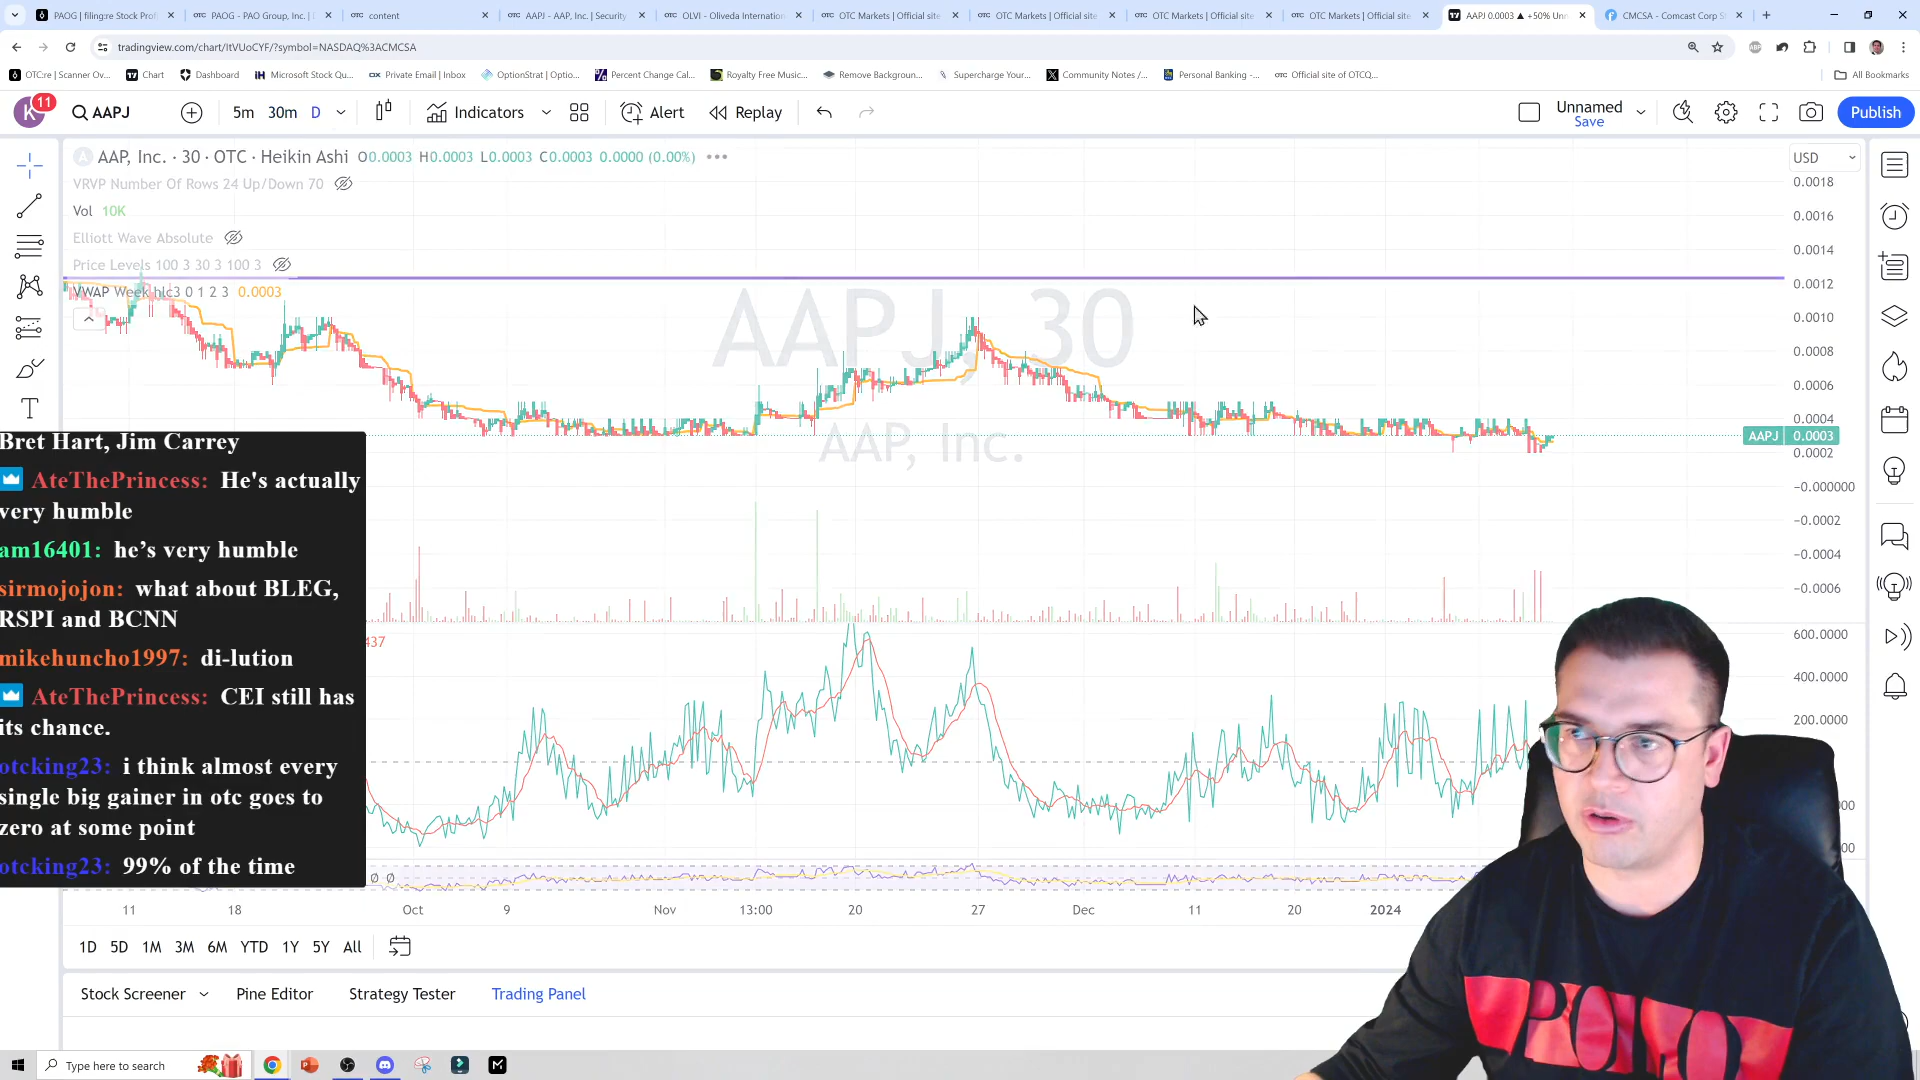 PAOG | filing:re Stock Prof
PAOG - PAO Group, Inc. |
content
AAPJ - AAP, Inc. | Security
OLVI - Oliveda Internation
OTC Markets | Official site
OTC Markets | Official site
OTC Markets | Official site
OTC Markets | Official site
AAPJ 0.0003 ▲ +50% Unn
CMCSA - Comcast Corp S
tradingview.com/chart/ItVUoCYF/?symbol=NASDAQ%3ACMCSA
OTC:re | Scanner Ov...
Chart
Dashboard
Microsoft Stock Qu...
Private Email | Inbox
OptionStrat | Optio...
Percent Change Cal...
Royalty Free Music...
Remove Backgroun...
Supercharge Your...
Community Notes /...
Personal Banking -...
Official site of OTCQ...
All Bookmarks
K 11
AAPJ
5m 30m D
Indicators
Alert
Replay
Unnamed
Save
Publish
AAP, Inc. · 30 · OTC · Heikin Ashi O0.0003 H0.0003 L0.0003 C0.0003 0.0000 (0.00%)
VRVP Number Of Rows 24 Up/Down 70
Vol 10K
Elliott Wave Absolute
Price Levels 100 3 30 3 100 3
VWAP Week hlc3 0 1 2 3 0.0003
AAPJ, 30
AAP, Inc.
USD
0.0018
0.0016
0.0014
0.0012
0.0010
0.0008
0.0006
0.0004
AAPJ 0.0003
0.0002
−0.000000
−0.0002
−0.0004
−0.0006
600.0000
400.0000
200.0000
437
Bret Hart, Jim Carrey
AteThePrincess: He's actually
very humble
am16401: he’s very humble
sirmojojon: what about BLEG,
RSPI and BCNN
mikehuncho1997: di-lution
AteThePrincess: CEI still has
its chance.
otcking23: i think almost every
single big gainer in otc goes to
zero at some point
otcking23: 99% of the time
11 18 Oct 9 Nov 13:00 20 27 Dec 11 20 2024
1D 5D 1M 3M 6M YTD 1Y 5Y All
Stock Screener
Pine Editor
Strategy Tester
Trading Panel
Type here to search